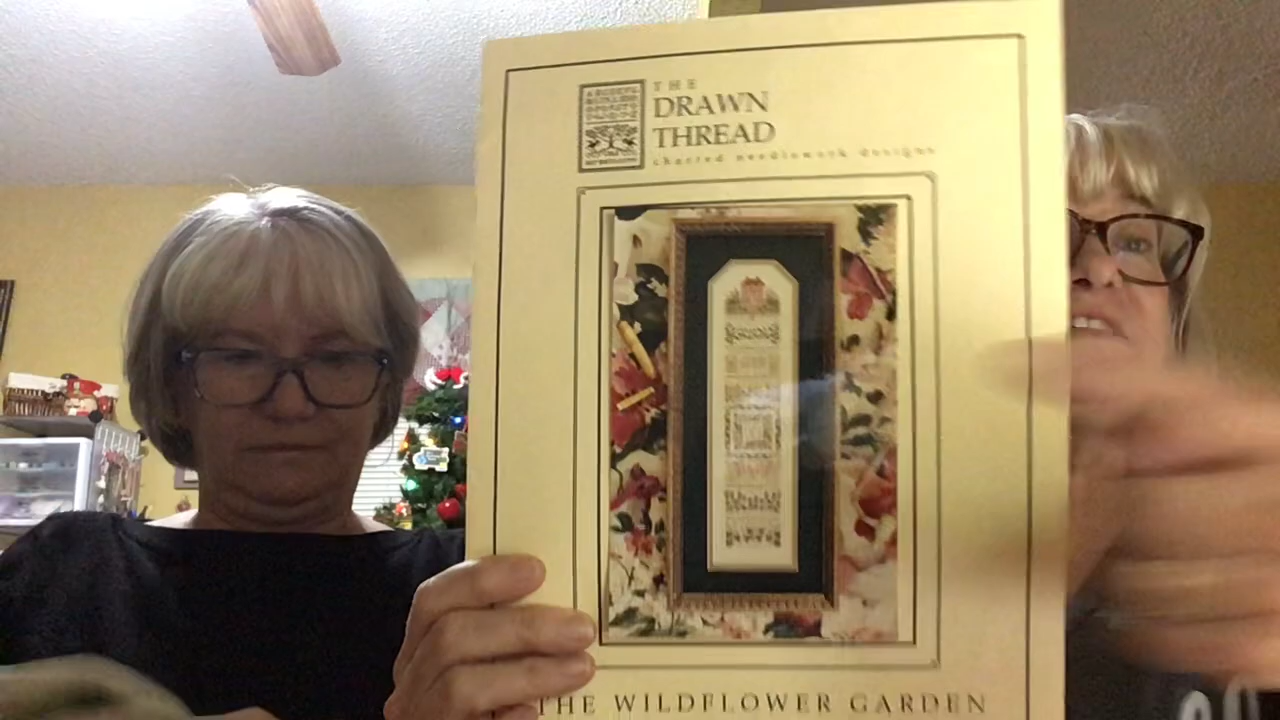 THE
DRAWN
THREAD
charted needlework designs
THE WILDFLOWER GARDEN